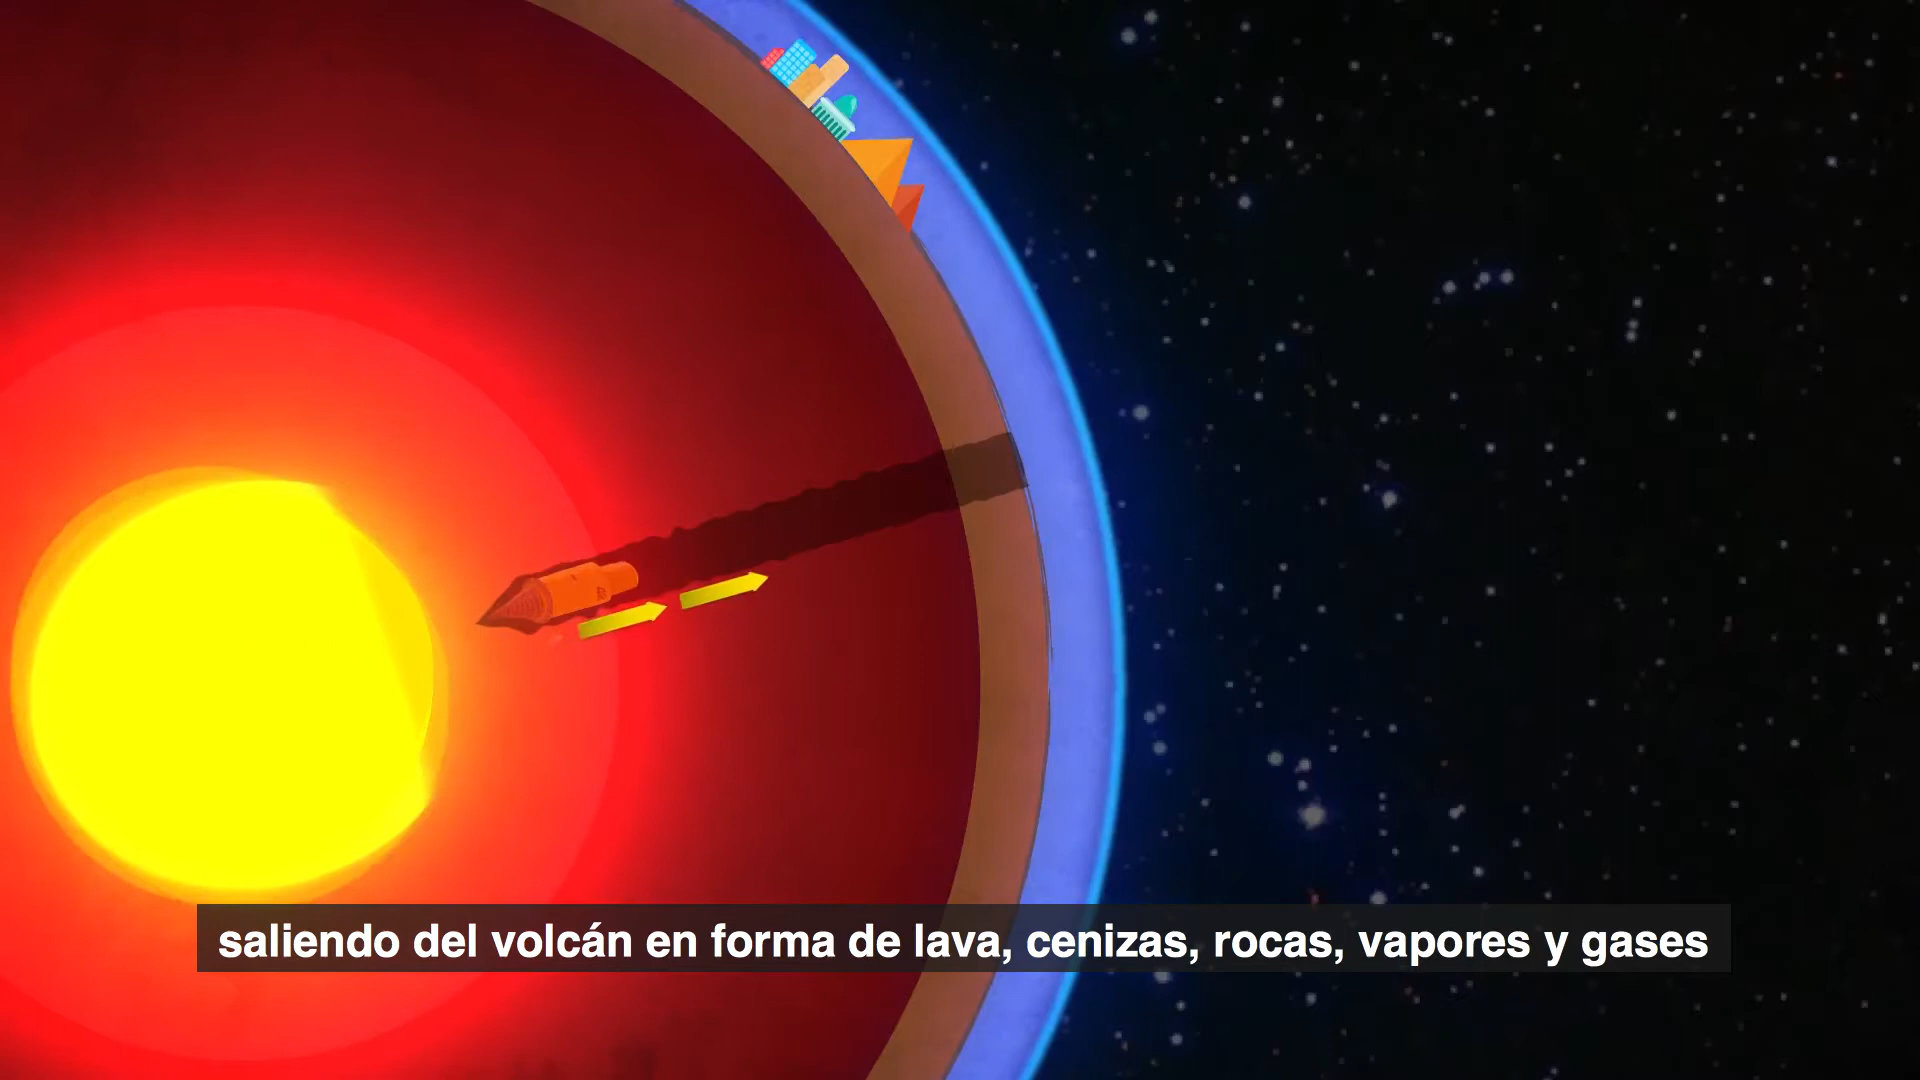 saliendo del volcán en forma de lava, cenizas, rocas, vapores y gases